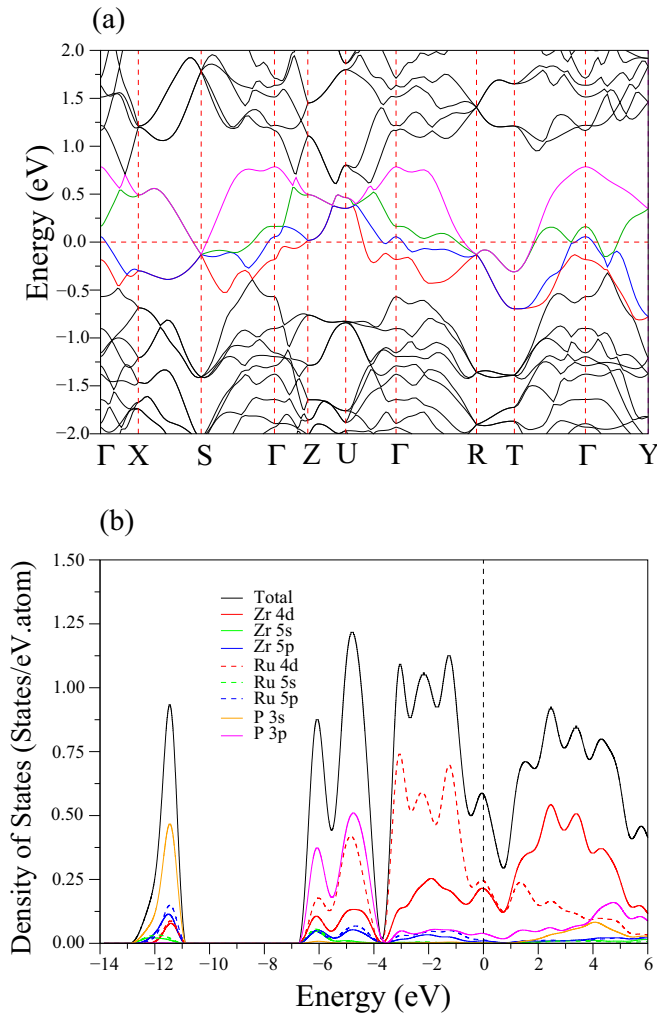 (a)
2.0
1.5
1.0
0.5
0.0
−0.5
−1.0
−1.5
−2.0
Energy (eV)
Γ X S Γ Z U Γ R T Γ Y
(b)
1.50
1.25
1.00
0.75
0.50
0.25
0.00
Density of States (States/eV.atom)
Total
Zr 4d
Zr 5s
Zr 5p
Ru 4d
Ru 5s
Ru 5p
P 3s
P 3p
−14 −12 −10 −8 −6 −4 −2 0 2 4 6
Energy (eV)